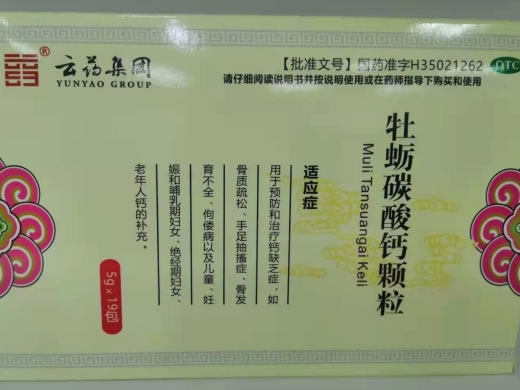 云药集团®
YUNYAO GROUP
【批准文号】国药准字H35021262
OTC
请仔细阅读说明书并按说明使用或在药师指导下购买和使用
牡蛎碳酸钙颗粒
Muli Tansuangai Keli
适应症
用于预防和治疗钙缺乏症,如
骨质疏松、手足抽搐症、骨发
育不全、佝偻病以及儿童、妊
娠和哺乳期妇女、绝经期妇女、
老年人钙的补充。
5g×19包